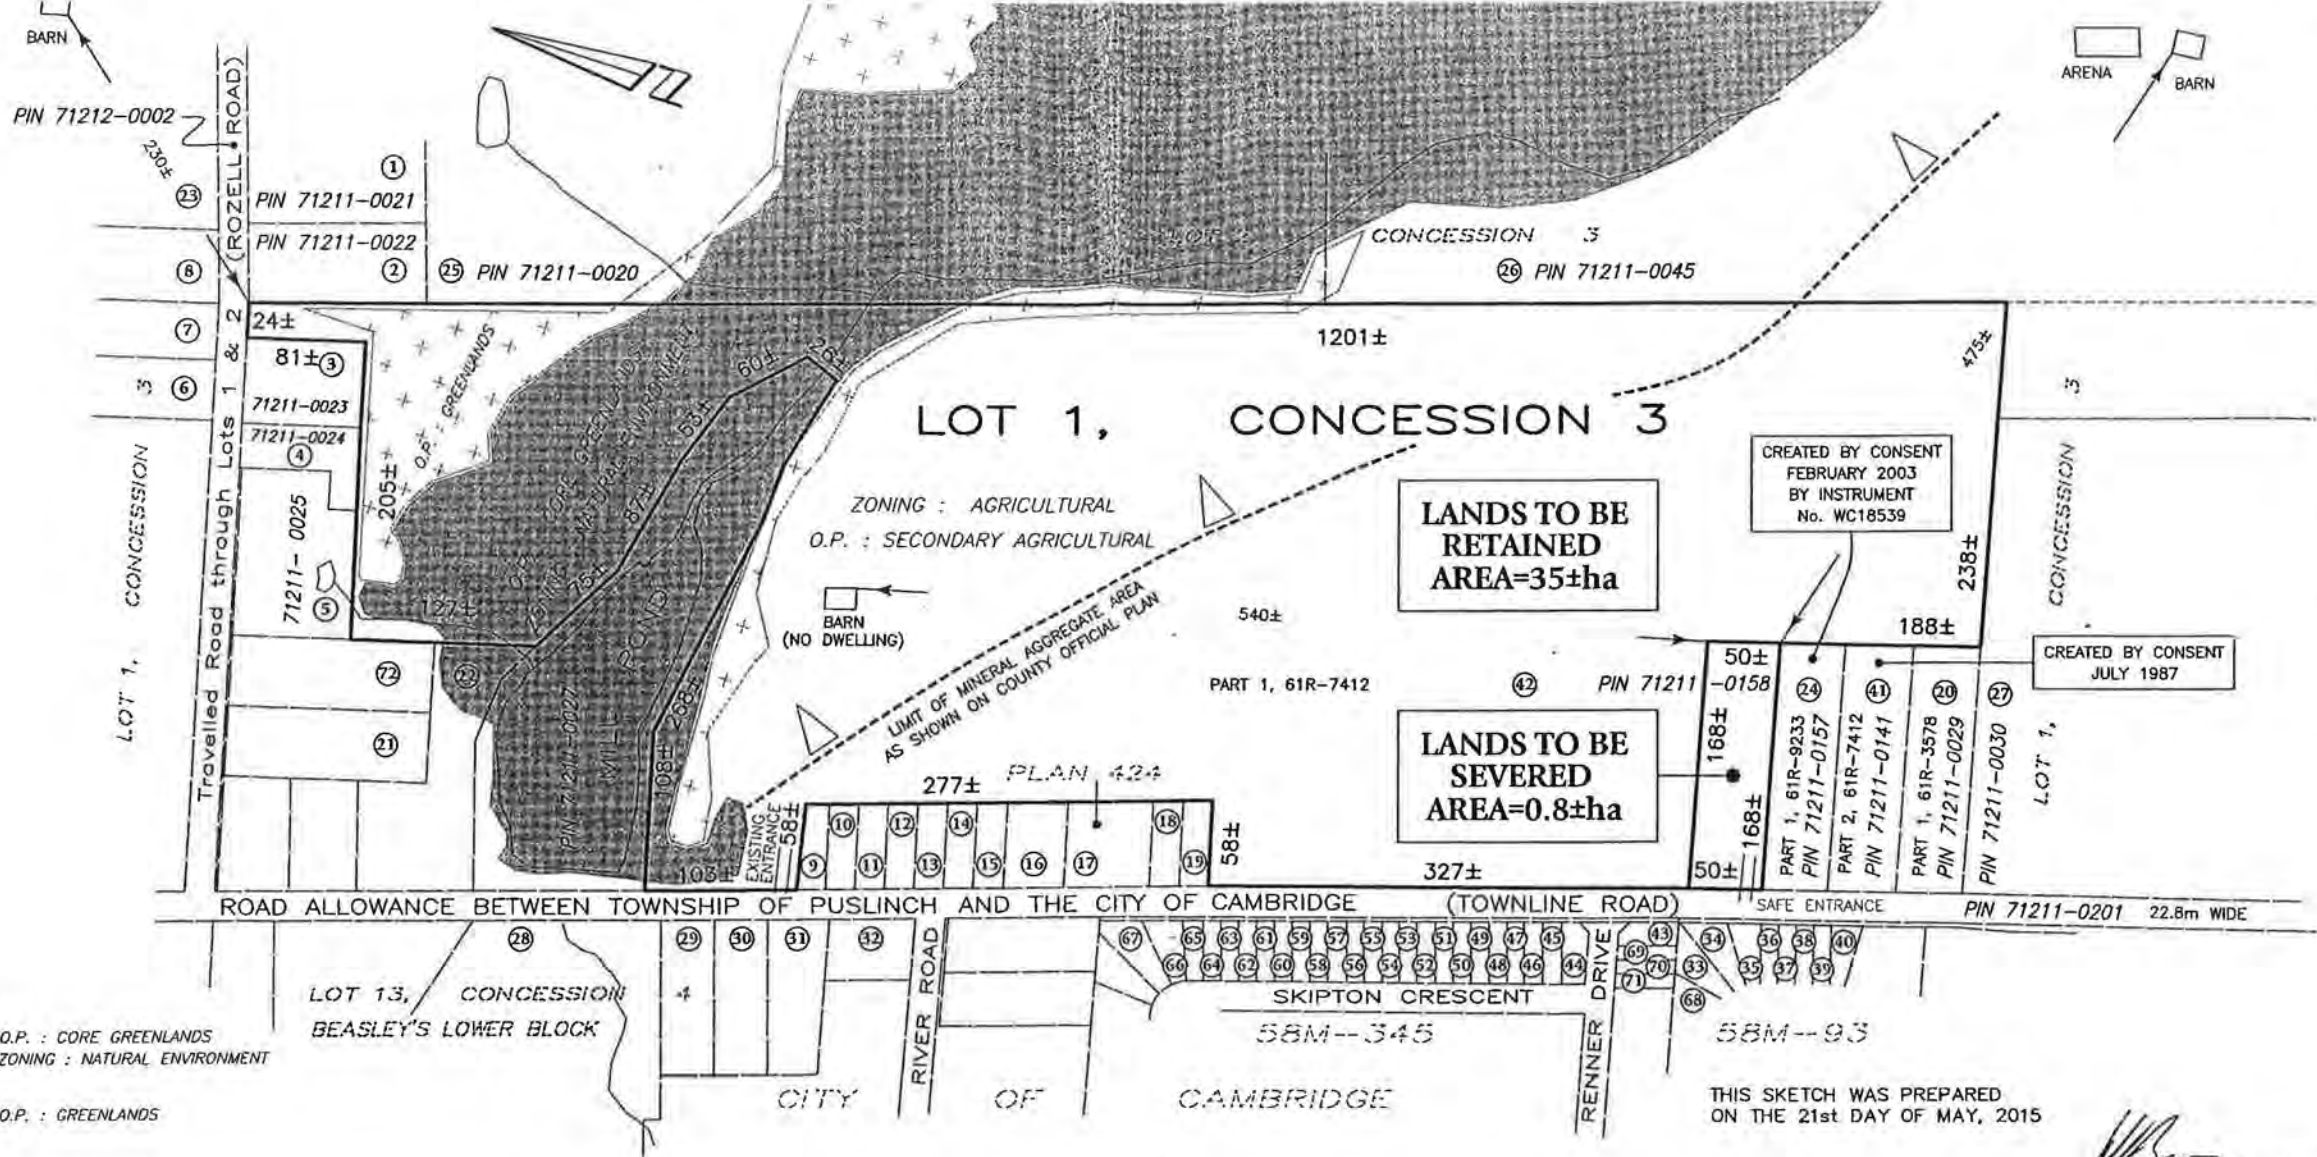 BARN
PIN 71212-0002
230±
(ROZELL ROAD)
ARENA
BARN
23
1
PIN 71211-0021
PIN 71211-0022
8
2
25 PIN 71211-0020
CONCESSION 3
26 PIN 71211-0045
7
24±
81± 3
6
71211-0023
71211-0024
4
205±
71211- 0025
5
O.P. : GREENLANDS
O.P. : CORE GREENLANDS
ZONING : NATURAL ENVIRONMENT
60±
53±
87±
75±
127±
1201±
475±
LOT 1, CONCESSION 3
LOT 1, CONCESSION 3
Travelled Road through Lots 1 & 2
ZONING : AGRICULTURAL
O.P. : SECONDARY AGRICULTURAL
BARN
(NO DWELLING)
LIMIT OF MINERAL AGGREGATE AREA
AS SHOWN ON COUNTY OFFICIAL PLAN
LANDS TO BE
RETAINED
AREA=35±ha
CREATED BY CONSENT
FEBRUARY 2003
BY INSTRUMENT
No. WC18539
238±
188±
CREATED BY CONSENT
JULY 1987
LOT 1, CONCESSION 3
540±
PART 1, 61R-7412
42
PIN 71211-0158
50±
168±
168±
50±
24
41
20
27
PART 1, 61R-9233
PIN 71211-0157
PART 2, 61R-7412
PIN 71211-0141
PART 1, 61R-3578
PIN 71211-0029
PIN 71211-0030
LANDS TO BE
SEVERED
AREA=0.8±ha
72
22
21
PIN 71211-0027
MILL POND
268±
108±
103±
EXISTING
ENTRANCE
58±
277±
PLAN 424
9
10
11
12
13
14
15
16
17
18
19
58±
327±
ROAD ALLOWANCE BETWEEN TOWNSHIP OF PUSLINCH AND THE CITY OF CAMBRIDGE (TOWNLINE ROAD)
SAFE ENTRANCE
PIN 71211-0201 22.8m WIDE
28
29
30
31
32
RIVER ROAD
67
65 63 61 59 57 55 53 51 49 47 45
66 64 62 60 58 56 54 52 50 48 46 44
RENNER DRIVE
43
69
70
71
34
33
68
36 38 40
35 37 39
SKIPTON CRESCENT
LOT 13, CONCESSION 4
BEASLEY'S LOWER BLOCK
58M--345
58M--93
CITY OF CAMBRIDGE
O.P. : CORE GREENLANDS
ZONING : NATURAL ENVIRONMENT
O.P. : GREENLANDS
THIS SKETCH WAS PREPARED
ON THE 21st DAY OF MAY, 2015